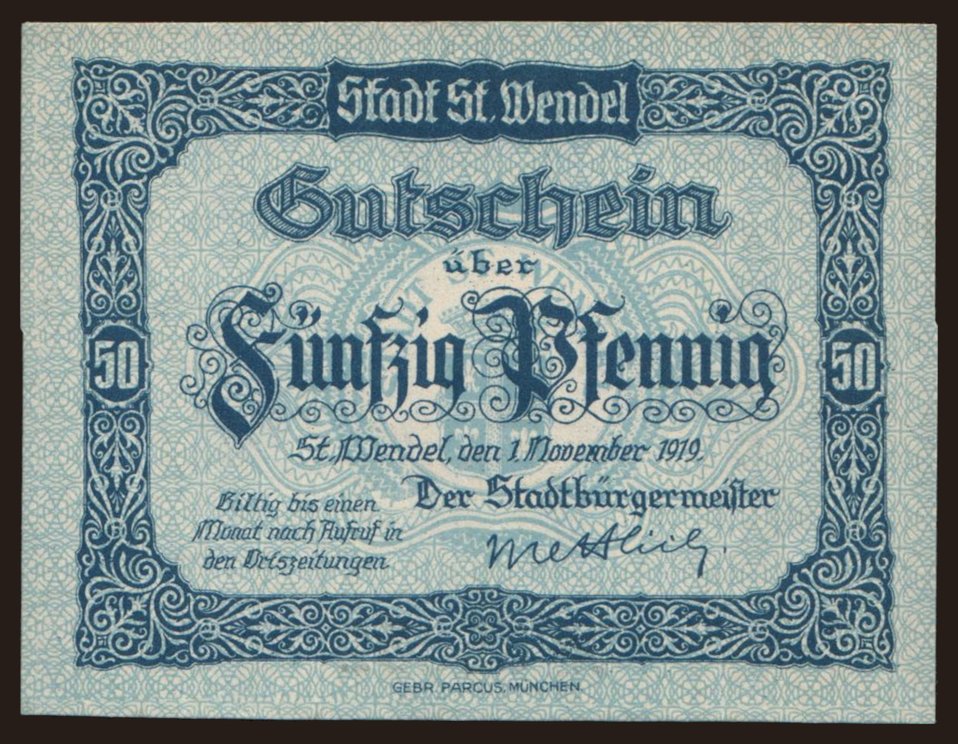 Stadt St. Wendel
Gutschein
über
Fünfzig Pfennig
50
50
St. Wendel, den 1. November 1919.
Der Stadtbürgermeister
Giltig bis einen
Monat nach Aufruf in
den Ortszeitungen
GEBR. PARCUS, MÜNCHEN.